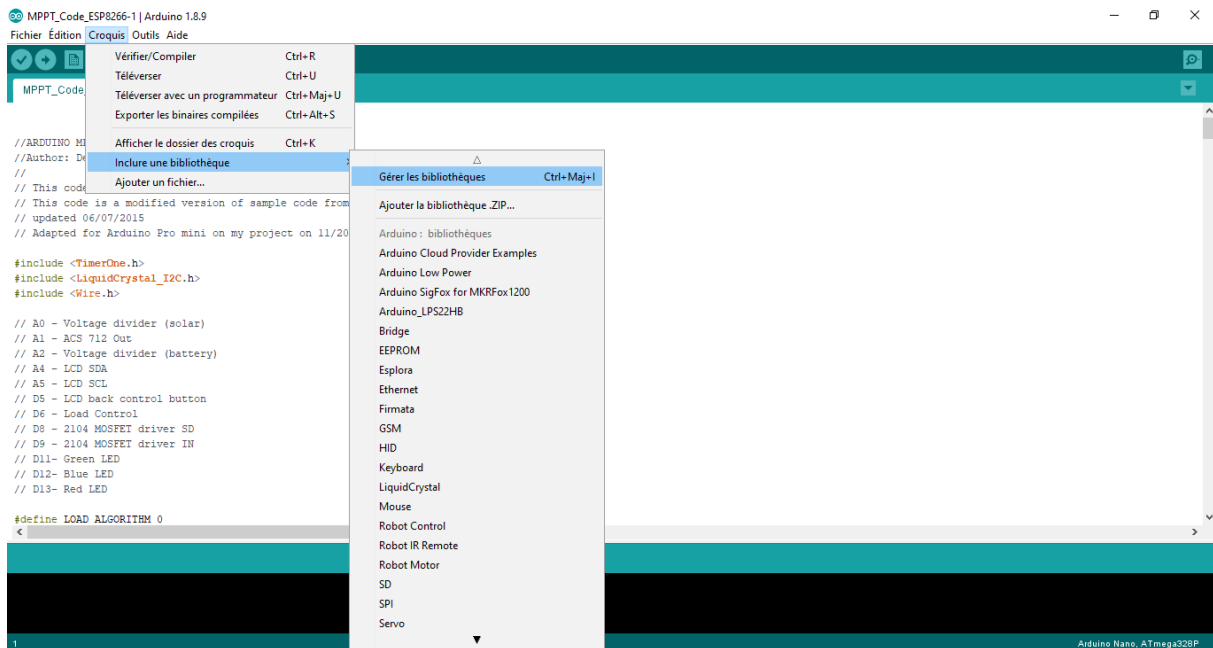 MPPT_Code_ESP8266-1 | Arduino 1.8.9
Fichier Édition Croquis Outils Aide
Vérifier/Compiler Ctrl+R
Téléverser Ctrl+U
MPPT_Code
Téléverser avec un programmateur Ctrl+Maj+U
Exporter les binaires compilées Ctrl+Alt+S
Afficher le dossier des croquis Ctrl+K
Inclure une bibliothèque
Ajouter un fichier...
Gérer les bibliothèques Ctrl+Maj+I
Ajouter la bibliothèque .ZIP...
Arduino : bibliothèques
Arduino Cloud Provider Examples
Arduino Low Power
Arduino SigFox for MKRFox1200
Arduino_LPS22HB
Bridge
EEPROM
Esplora
Ethernet
Firmata
GSM
HID
Keyboard
LiquidCrystal
Mouse
Robot Control
Robot IR Remote
Robot Motor
SD
SPI
Servo
//ARDUINO M
//Author: De
//
// This code
// This code is a modified version of sample code from
// updated 06/07/2015
// Adapted for Arduino Pro mini on my project on 11/20
#include <TimerOne.h>
#include <LiquidCrystal_I2C.h>
#include <Wire.h>
// A0 - Voltage divider (solar)
// A1 - ACS 712 Out
// A2 - Voltage divider (battery)
// A4 - LCD SDA
// A5 - LCD SCL
// D5 - LCD back control button
// D6 - Load Control
// D8 - 2104 MOSFET driver SD
// D9 - 2104 MOSFET driver IN
// D11- Green LED
// D12- Blue LED
// D13- Red LED
#define LOAD ALGORITHM 0
1
Arduino Nano, ATmega328P